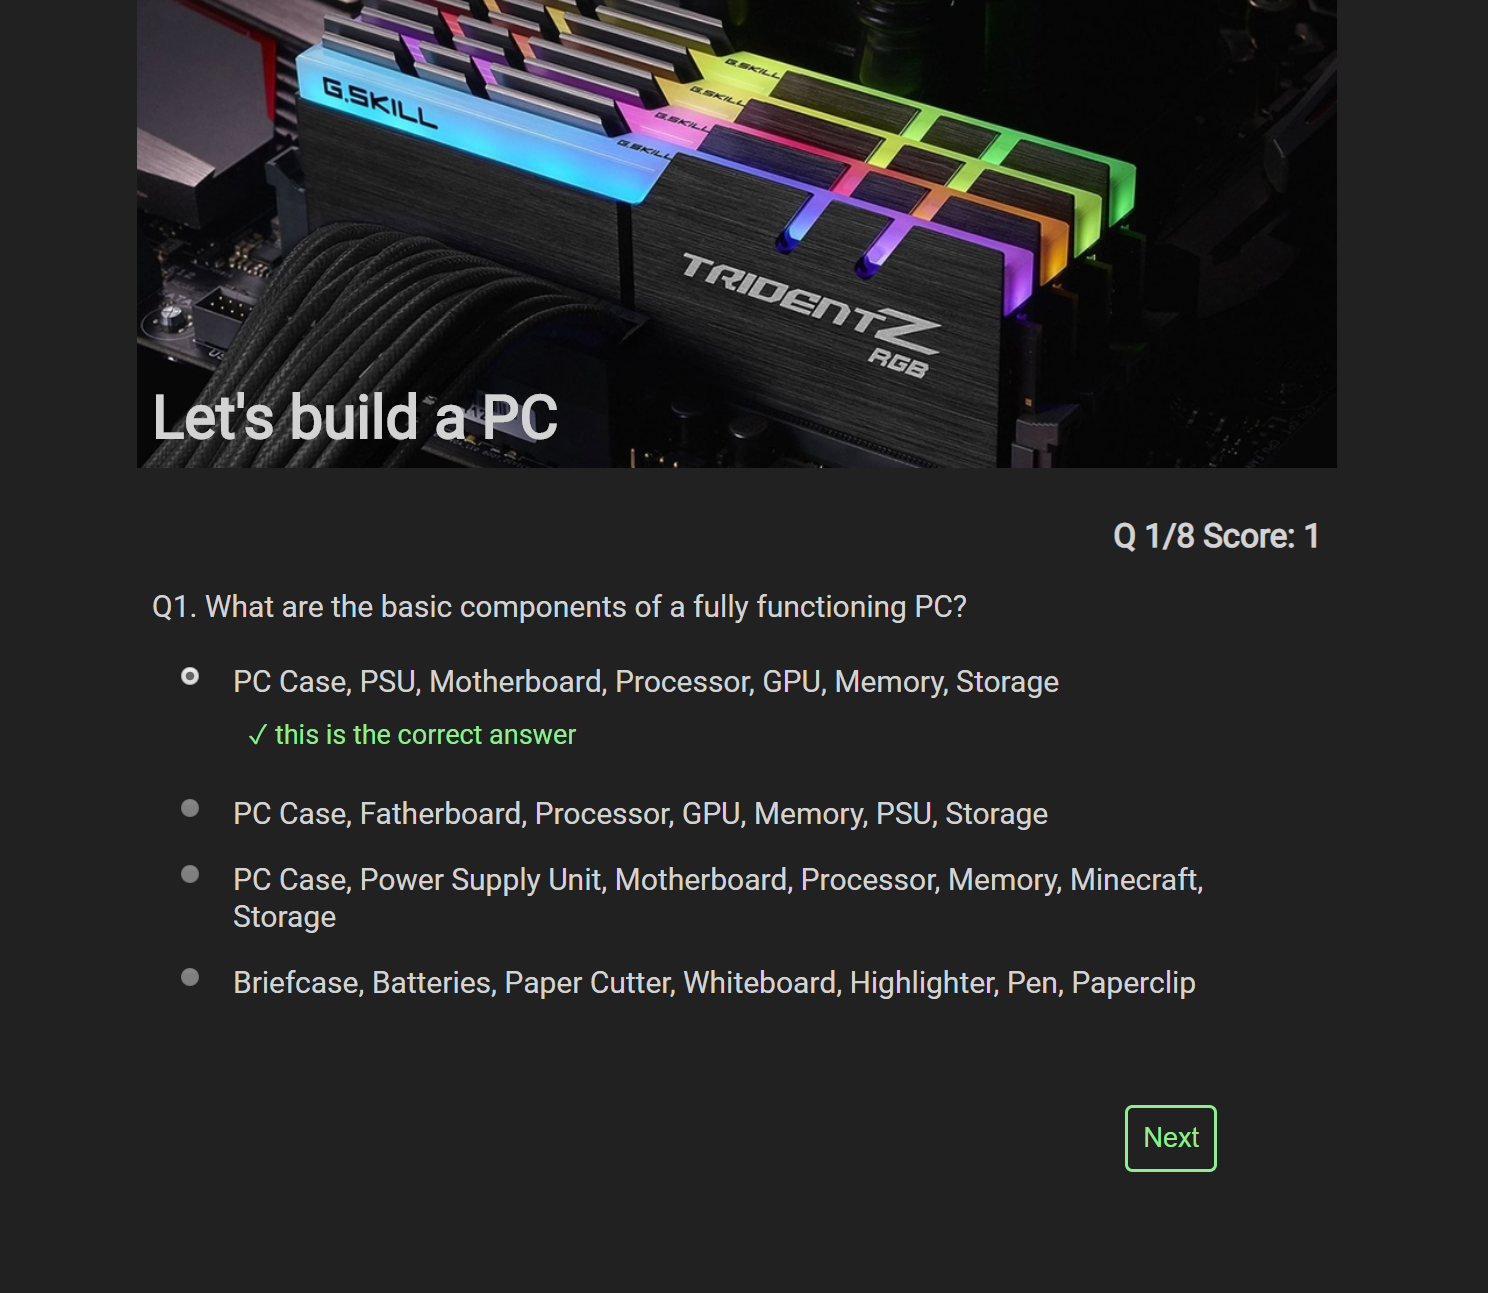 G.SKILL
G.SKILL
G.SKILL
G.SKILL
G.SKILL
TRIDENTZ
RGB
Let's build a PC
Q 1/8 Score: 1
Q1. What are the basic components of a fully functioning PC?
PC Case, PSU, Motherboard, Processor, GPU, Memory, Storage
✓ this is the correct answer
PC Case, Fatherboard, Processor, GPU, Memory, PSU, Storage
PC Case, Power Supply Unit, Motherboard, Processor, Memory, Minecraft,
Storage
Briefcase, Batteries, Paper Cutter, Whiteboard, Highlighter, Pen, Paperclip
Next